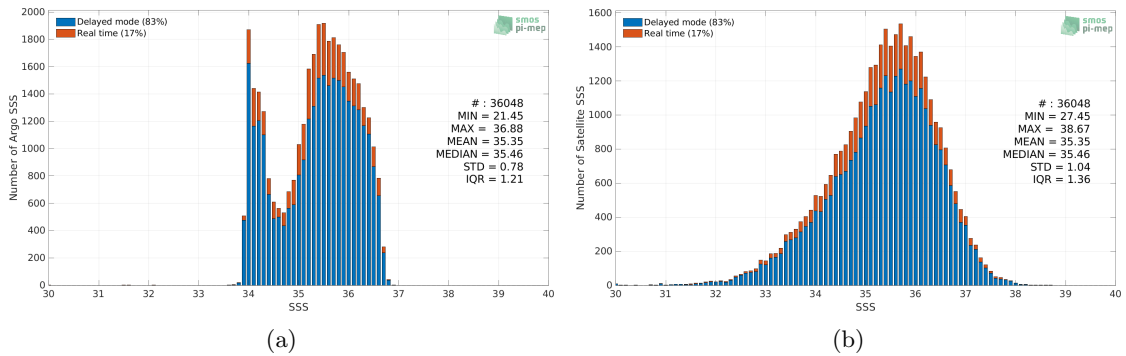 Delayed mode (83%)
Real time (17%)
smos
pi-mep
# : 36048
MIN = 21.45
MAX = 36.88
MEAN = 35.35
MEDIAN = 35.46
STD = 0.78
IQR = 1.21
Number of Argo SSS
2000
1800
1600
1400
1200
1000
800
600
400
200
0
30 31 32 33 34 35 36 37 38 39 40
SSS
(a)
Delayed mode (83%)
Real time (17%)
smos
pi-mep
# : 36048
MIN = 27.45
MAX = 38.67
MEAN = 35.35
MEDIAN = 35.46
STD = 1.04
IQR = 1.36
Number of Satellite SSS
1600
1400
1200
1000
800
600
400
200
0
30 31 32 33 34 35 36 37 38 39 40
SSS
(b)